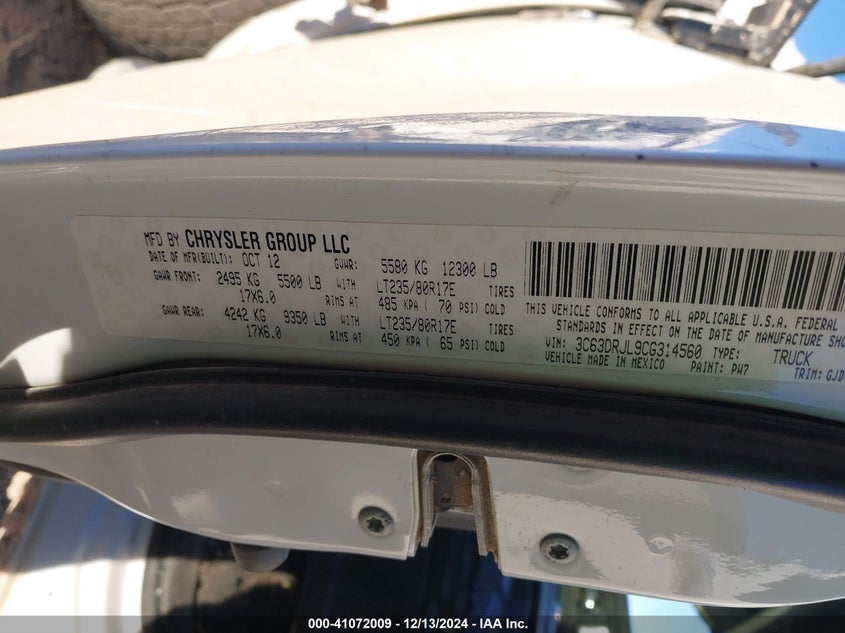 MFD BY CHRYSLER GROUP LLC
DATE OF MFR(BUILT): OCT 12 GVWR: 5580 KG 12300 LB
GAWR FRONT: 2495 KG 5500 LB WITH LT235/80R17E TIRES
17X6.0 RIMS AT 485 KPA ( 70 PSI) COLD
GAWR REAR: 4242 KG 9350 LB WITH LT235/80R17E TIRES
17X6.0 RIMS AT 450 KPA ( 65 PSI) COLD
THIS VEHICLE CONFORMS TO ALL APPLICABLE U.S.A. FEDERAL
STANDARDS IN EFFECT ON THE DATE OF MANUFACTURE SHO
VIN: 3C63DRJL9CG314560 TYPE: TRUCK
VEHICLE MADE IN MEXICO PAINT: PW7 TRIM: GJD
000-41072009 - 12/13/2024 - IAA Inc.